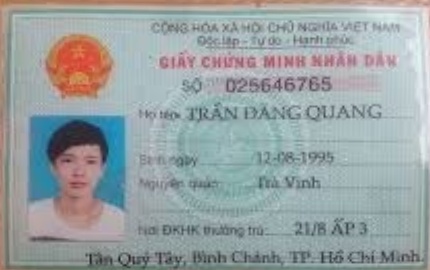 CỘNG HÒA XÃ HỘI CHỦ NGHĨA VIỆT NAM
Độc lập - Tự do - Hạnh phúc
GIẤY CHỨNG MINH NHÂN DÂN
SỐ 025646765
Họ tên TRẦN ĐĂNG QUANG
Sinh ngày 12-08-1995
Nguyên quán Trà Vinh
Nơi ĐKHK thường trú 21/8 ẤP 3
Tân Quý Tây, Bình Chánh, TP. Hồ Chí Minh